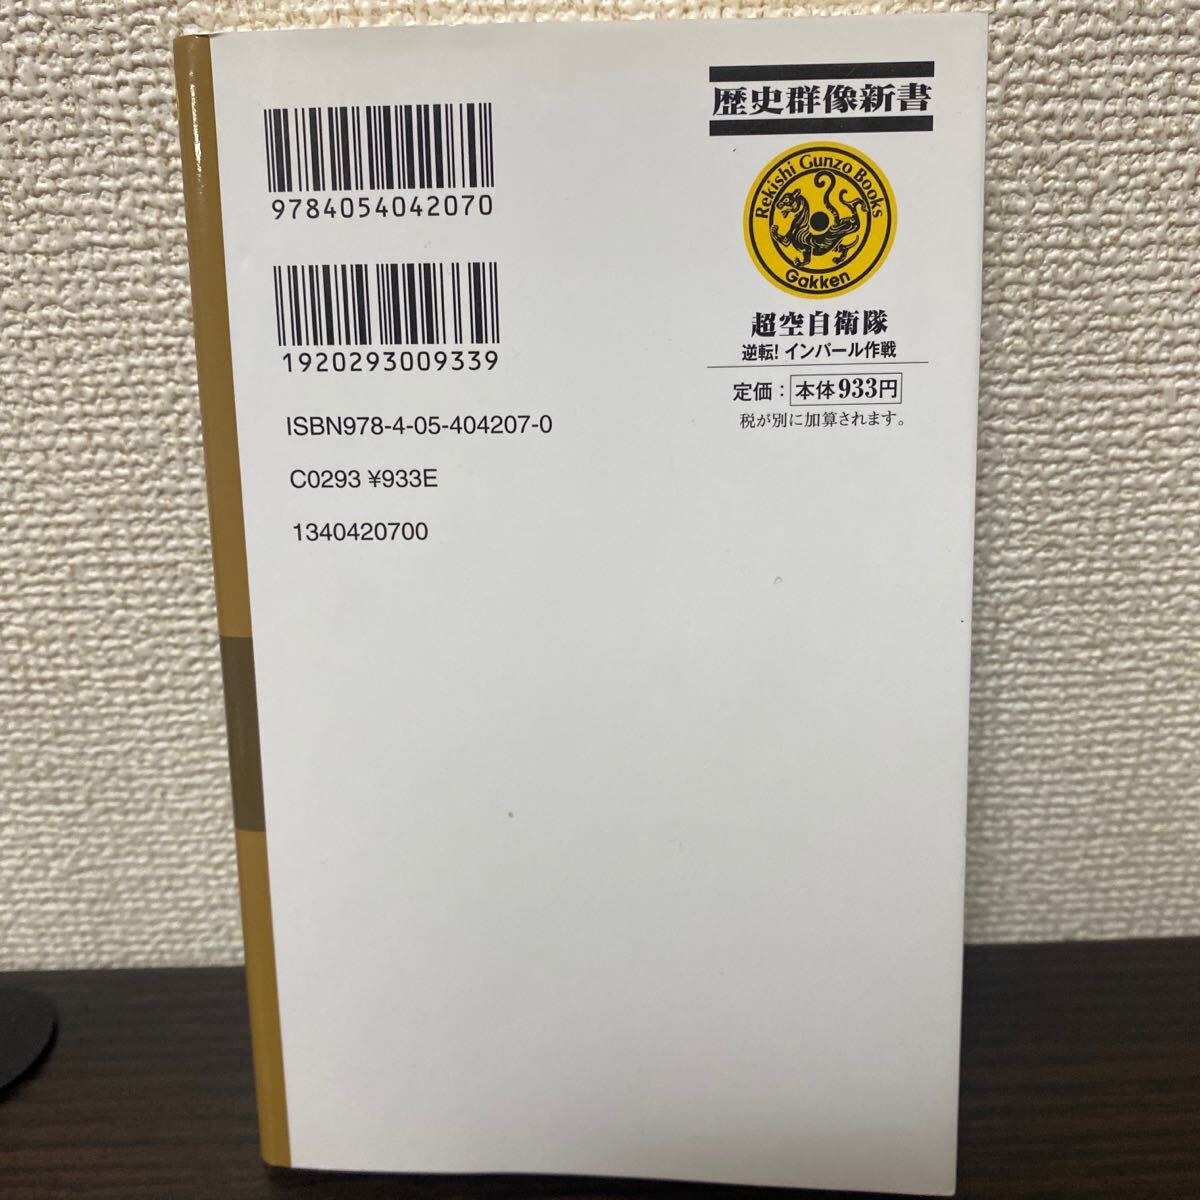 9784054042070
1920293009339
ISBN978-4-05-404207-0
C0293 ¥933E
1340420700
歴史群像新書
Rekishi Gunzo Books
Gakken
超空自衛隊
逆転! インパール作戦
定価：本体933円
税が別に加算されます。